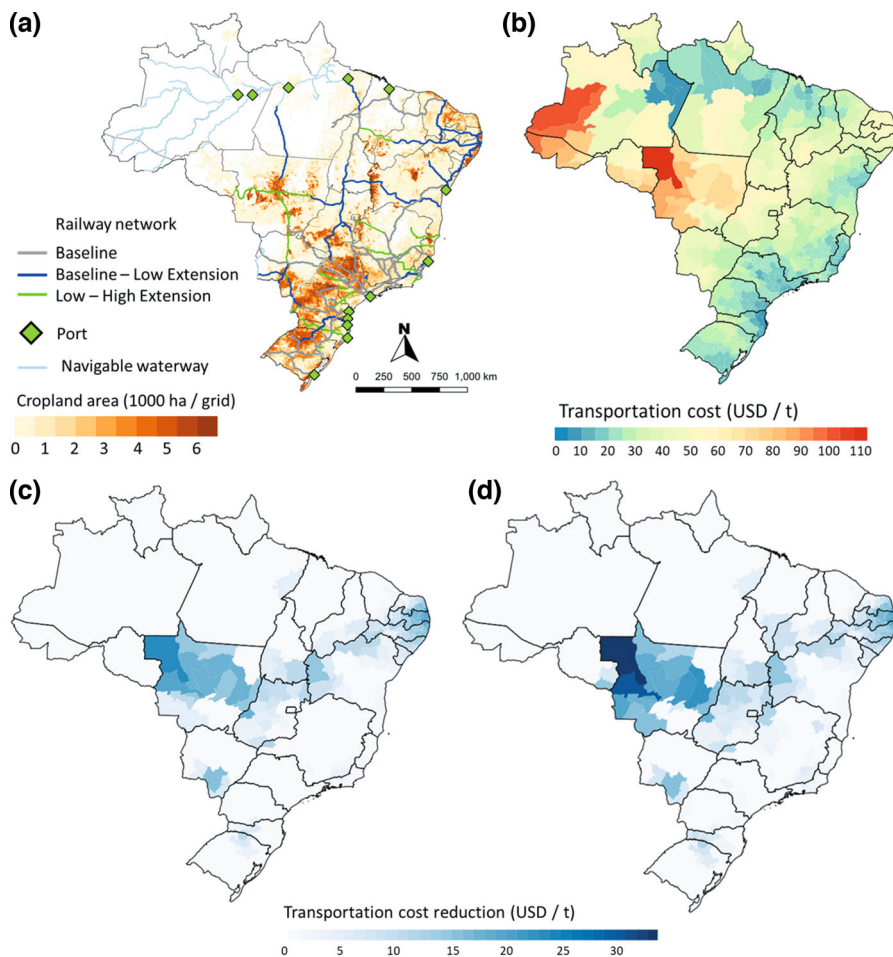 (a)
(b)
Railway network
Baseline
Baseline – Low Extension
Low – High Extension
Port
Navigable waterway
N
0 250 500 750 1,000 km
Cropland area (1000 ha / grid)
0 1 2 3 4 5 6
Transportation cost (USD / t)
0 10 20 30 40 50 60 70 80 90 100 110
(c)
(d)
Transportation cost reduction (USD / t)
0 5 10 15 20 25 30